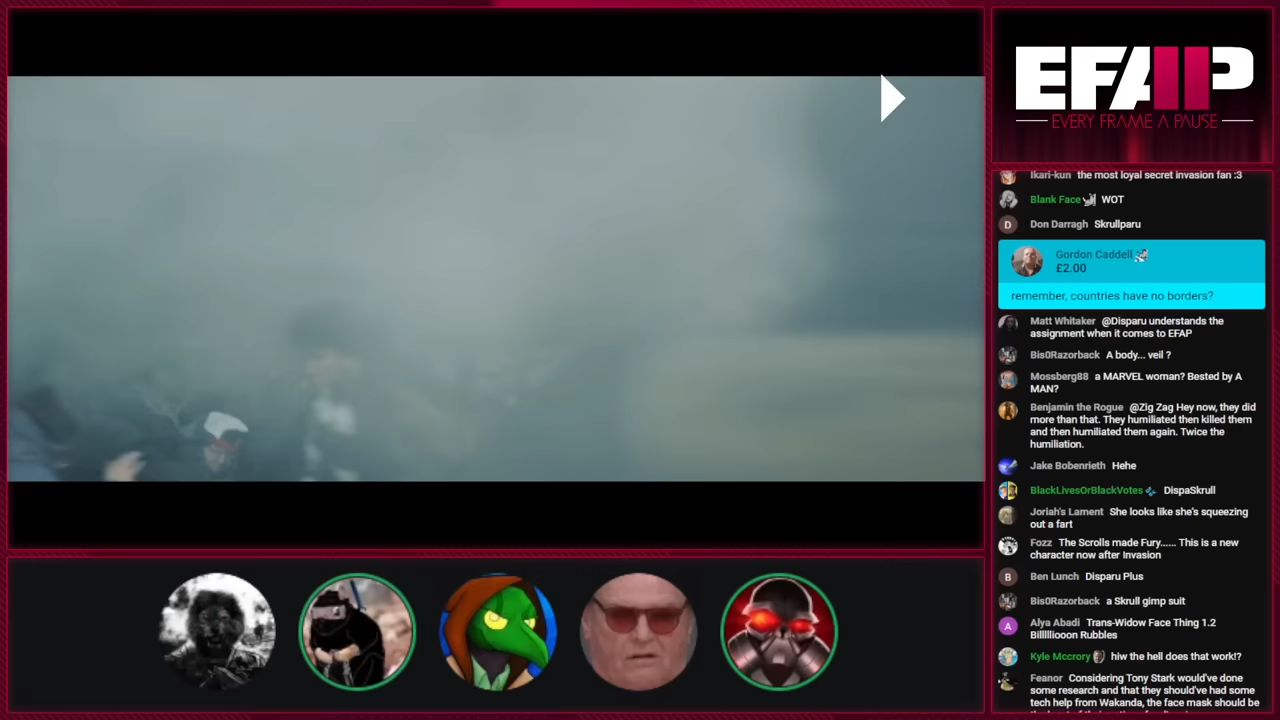 EFAP
EVERY FRAME A PAUSE
Ikari-kun the most loyal secret invasion fan :3
Blank Face WOT
D Don Darragh Skrullparu
Gordon Caddell
£2.00
remember, countries have no borders?
Matt Whitaker @Disparu understands the
assignment when it comes to EFAP
Bis0Razorback A body... veil ?
Mossberg88 a MARVEL woman? Bested by A
MAN?
Benjamin the Rogue @Zig Zag Hey now, they did
more than that. They humiliated then killed them
and then humiliated them again. Twice the
humiliation.
Jake Bobenrieth Hehe
BlackLivesOrBlackVotes DispaSkrull
Joriah's Lament She looks like she's squeezing
out a fart
Fozz The Scrolls made Fury...... This is a new
character now after Invasion
B Ben Lunch Disparu Plus
Bis0Razorback a Skrull gimp suit
A Alya Abadi Trans-Widow Face Thing 1.2
Billlllliooon Rubbles
Kyle Mccrory hiw the hell does that work!?
Feanor Considering Tony Stark would've done
some research and that they should've had some
tech help from Wakanda, the face mask should be